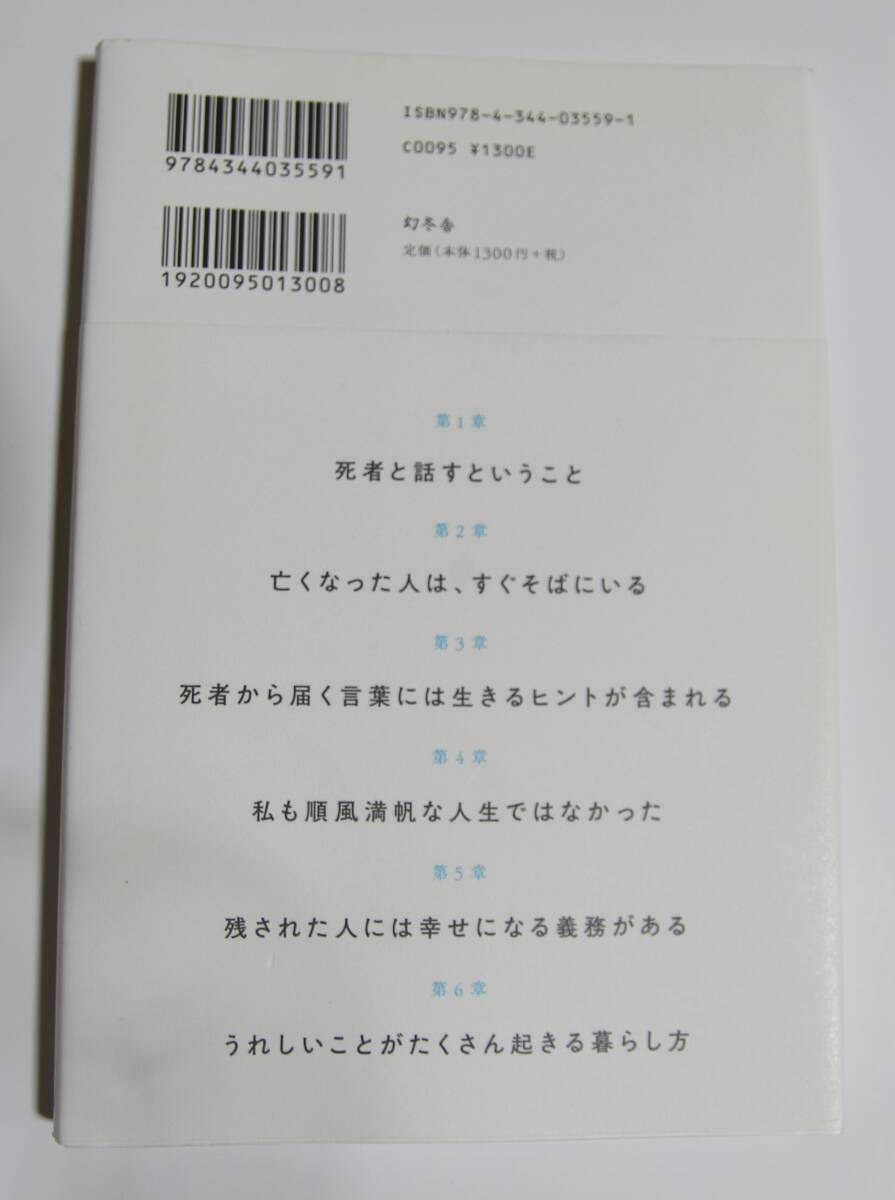 ISBN978-4-344-03559-1
C0095 ¥1300E
9784344035591
幻冬舎
定価(本体1300円+税)
1920095013008
第1章
死者と話すということ
第2章
亡くなった人は、すぐそばにいる
第3章
死者から届く言葉には生きるヒントが含まれる
第4章
私も順風満帆な人生ではなかった
第5章
残された人には幸せになる義務がある
第6章
うれしいことがたくさん起きる暮らし方